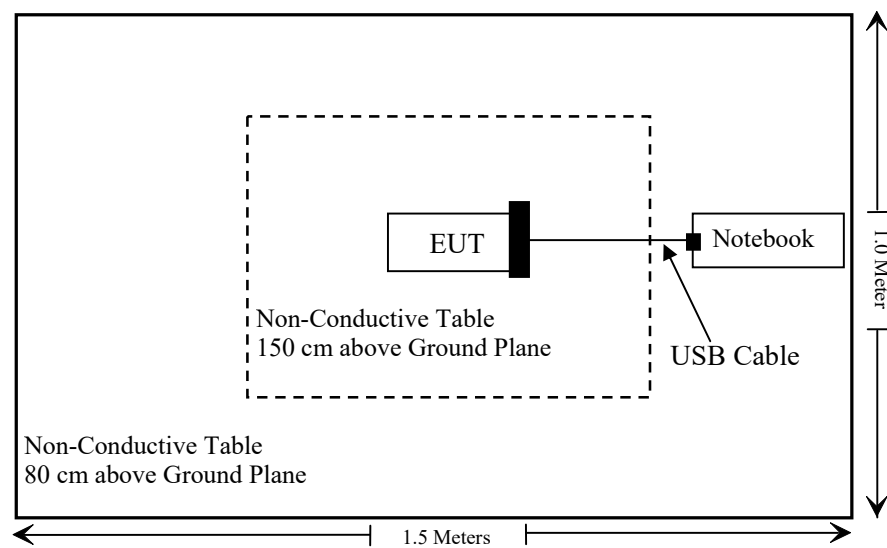 EUT
Notebook
1.0 Meter
Non-Conductive Table
150 cm above Ground Plane
USB Cable
Non-Conductive Table
80 cm above Ground Plane
1.5 Meters